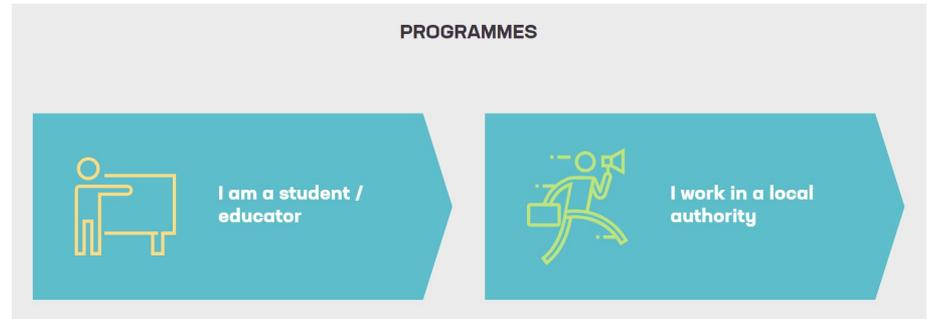 PROGRAMMES
I am a student /
educator
I work in a local
authority